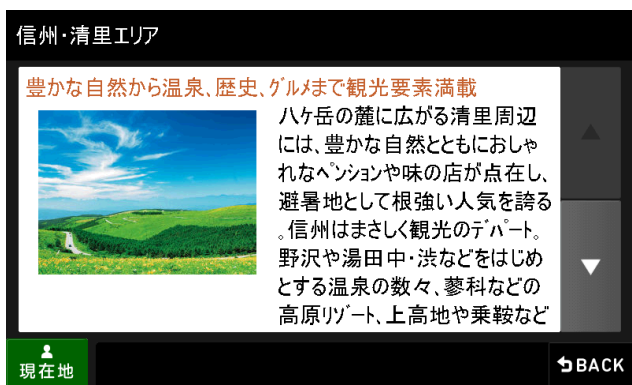 信州・清里エリア
豊かな自然から温泉、歴史、グルメまで観光要素満載
八ケ岳の麓に広がる清里周辺
には、豊かな自然とともにおしゃ
れなペンションや味の店が点在し、
避暑地として根強い人気を誇る
。信州はまさしく観光のデパート。
野沢や湯田中・渋などをはじめ
とする温泉の数々、蓼科などの
高原リゾート、上高地や乗鞍など
現在地
BACK